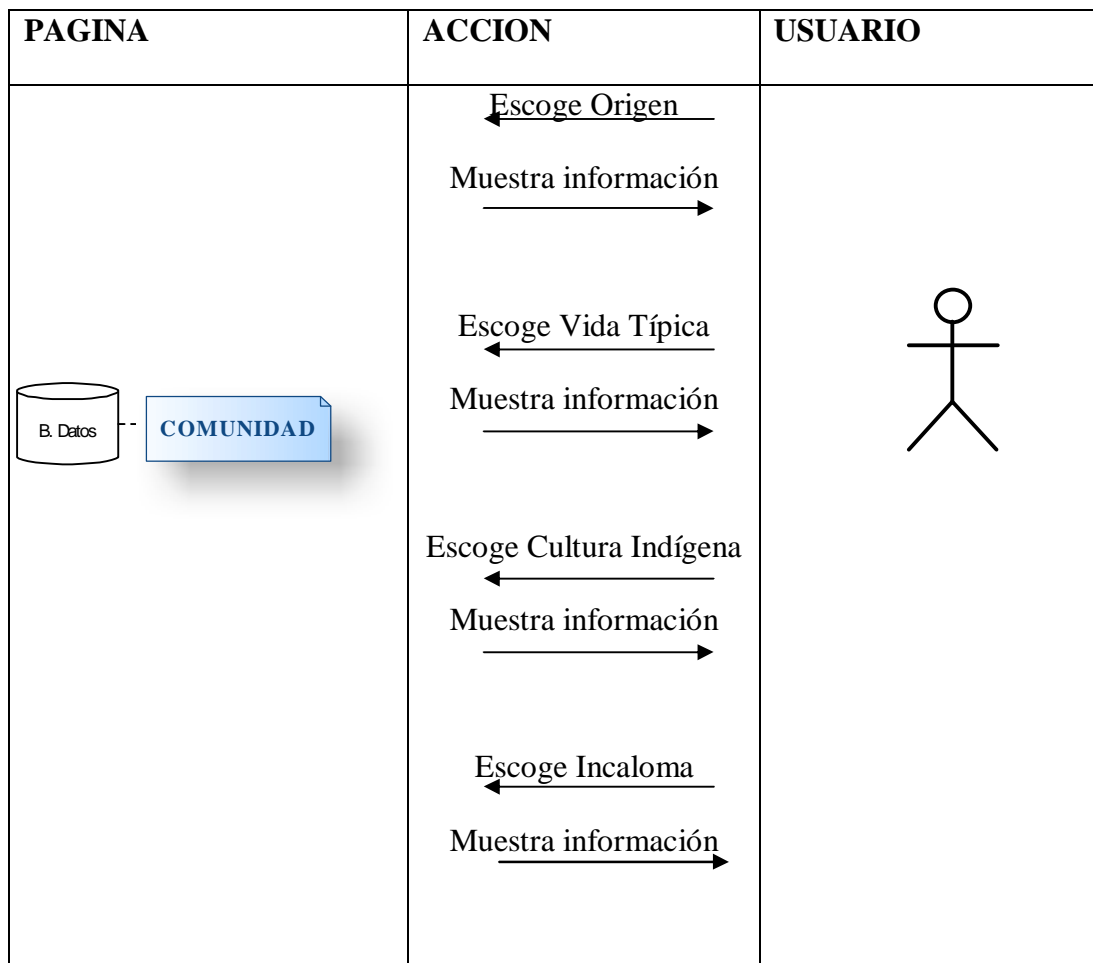 PAGINA
ACCION
USUARIO
Escoge Origen
Muestra información
Escoge Vida Típica
Muestra información
B. Datos
COMUNIDAD
Escoge Cultura Indígena
Muestra información
Escoge Incaloma
Muestra información